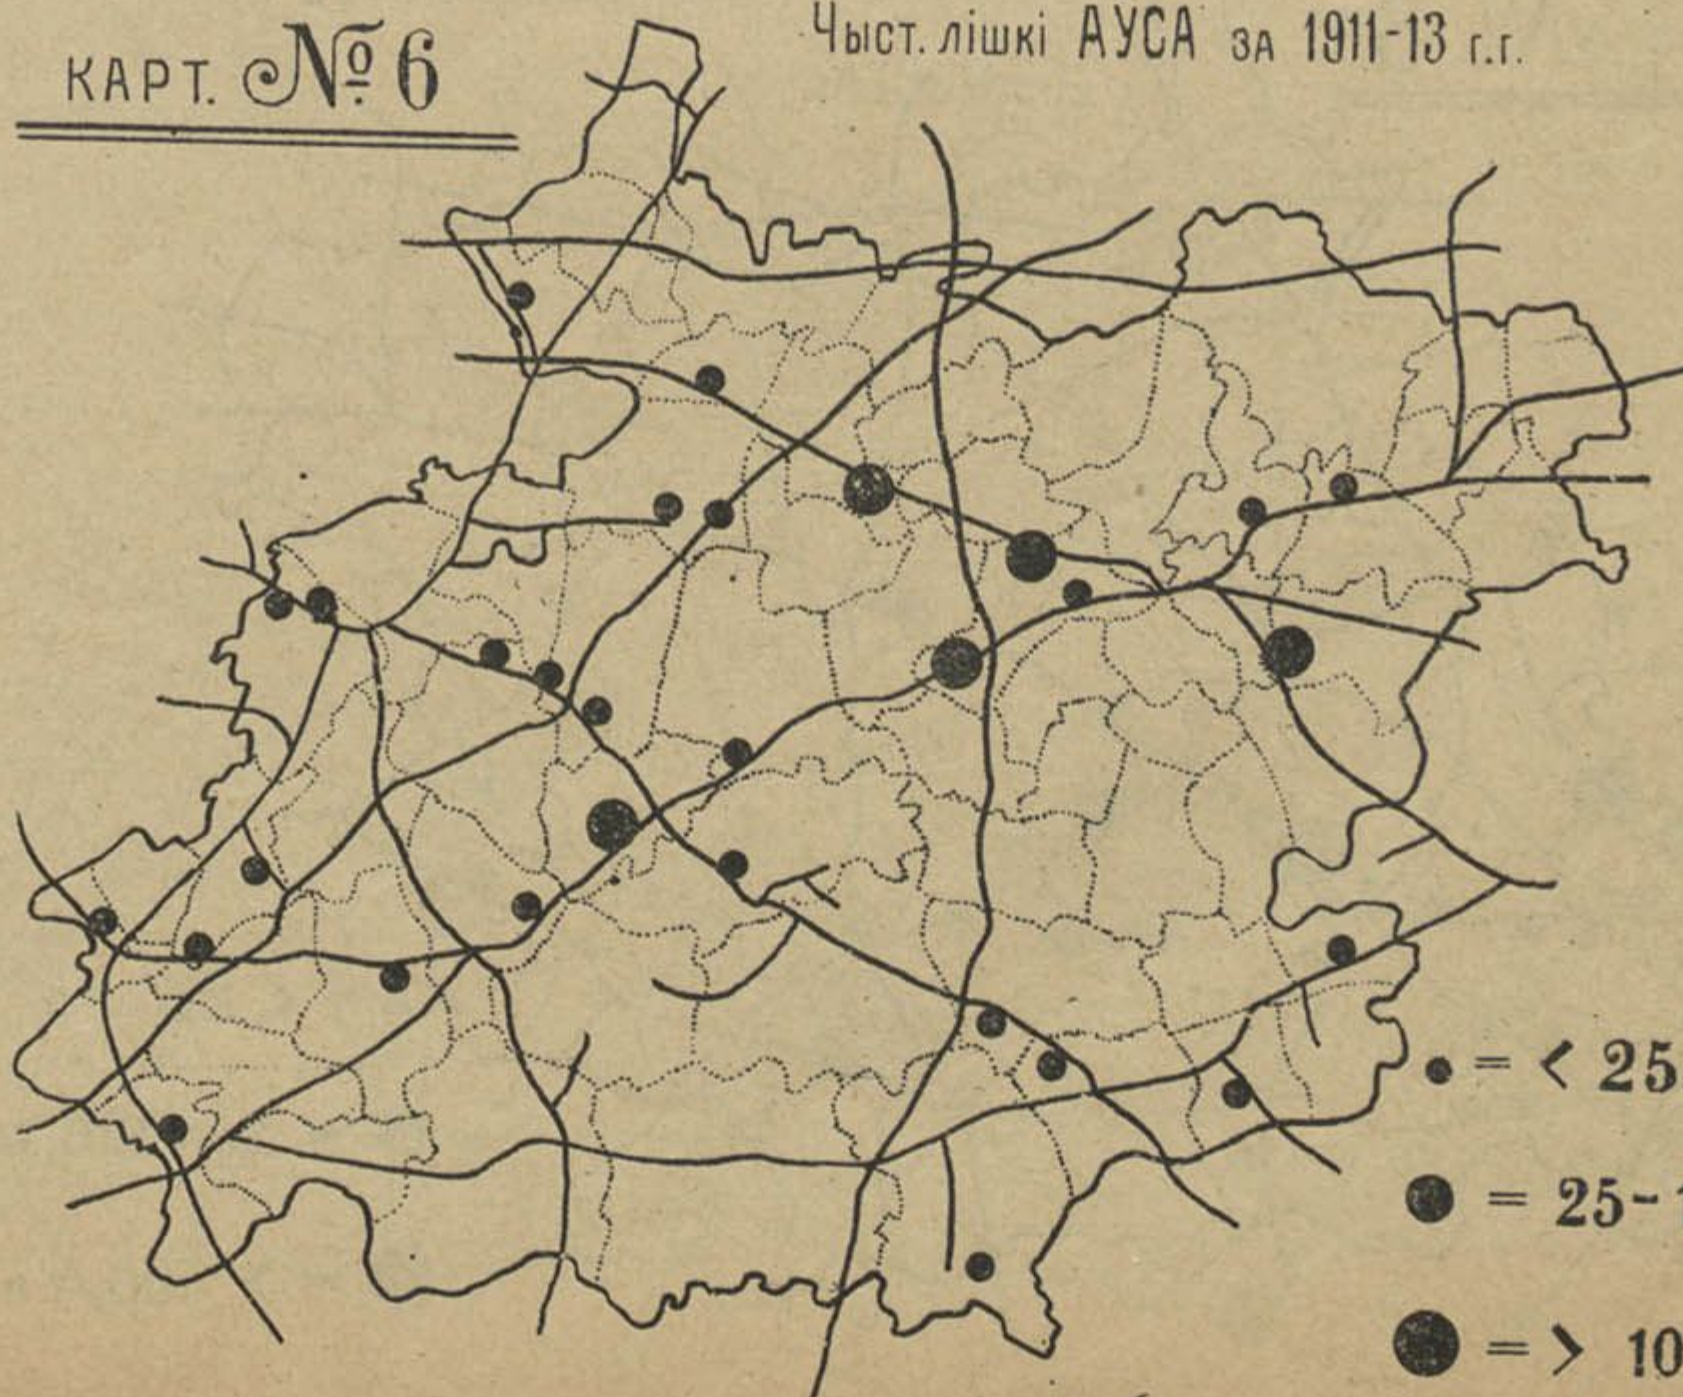 КАРТ. № 6
Чыст. лішкі АУСА за 1911-13 г.г.
= < 25
= 25-
= > 10